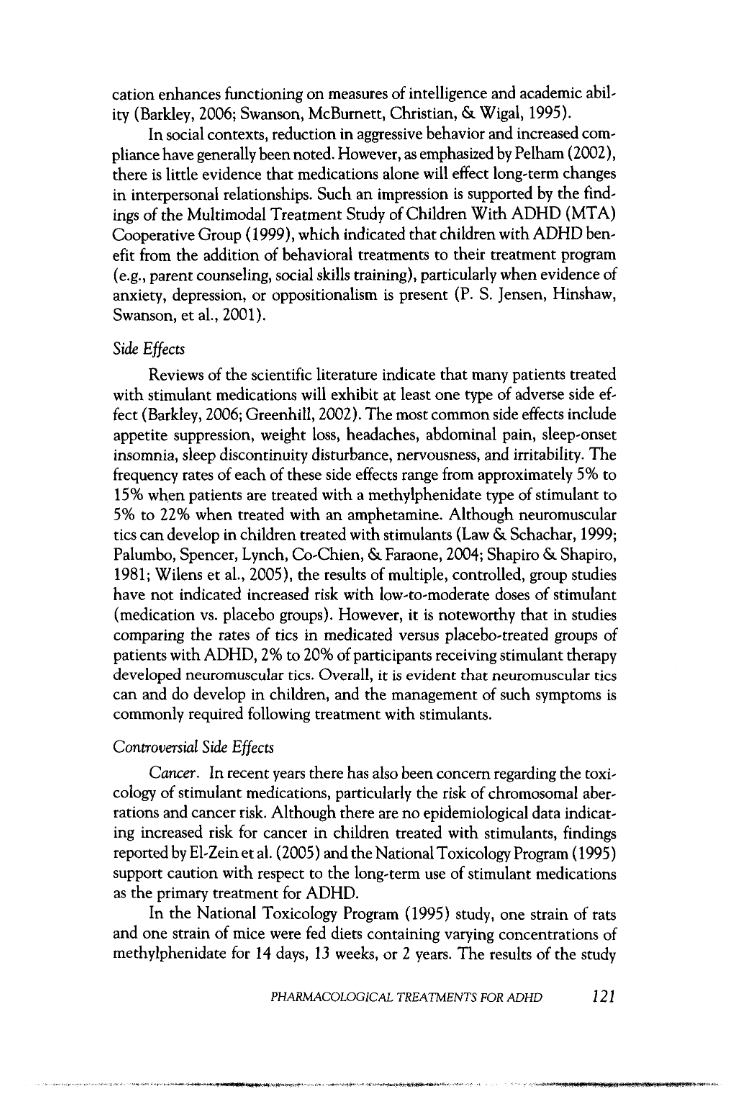 cation enhances functioning on measures of intelligence and academic abil-
ity (Barkley, 2006; Swanson, McBurnett, Christian, & Wigal, 1995).
In social contexts, reduction in aggressive behavior and increased com-
pliance have generally been noted. However, as emphasized by Pelham (2002),
there is little evidence that medications alone will effect long-term changes
in interpersonal relationships. Such an impression is supported by the find-
ings of the Multimodal Treatment Study of Children With ADHD (MTA)
Cooperative Group (1999), which indicated that children with ADHD ben-
efit from the addition of behavioral treatments to their treatment program
(e.g., parent counseling, social skills training), particularly when evidence of
anxiety, depression, or oppositionalism is present (P. S. Jensen, Hinshaw,
Swanson, et al., 2001).
Side Effects
Reviews of the scientific literature indicate that many patients treated
with stimulant medications will exhibit at least one type of adverse side ef-
fect (Barkley, 2006; Greenhill, 2002). The most common side effects include
appetite suppression, weight loss, headaches, abdominal pain, sleep-onset
insomnia, sleep discontinuity disturbance, nervousness, and irritability. The
frequency rates of each of these side effects range from approximately 5% to
15% when patients are treated with a methylphenidate type of stimulant to
5% to 22% when treated with an amphetamine. Although neuromuscular
tics can develop in children treated with stimulants (Law & Schachar, 1999;
Palumbo, Spencer, Lynch, Co-Chien, & Faraone, 2004; Shapiro & Shapiro,
1981; Wilens et al., 2005), the results of multiple, controlled, group studies
have not indicated increased risk with low-to-moderate doses of stimulant
(medication vs. placebo groups). However, it is noteworthy that in studies
comparing the rates of tics in medicated versus placebo-treated groups of
patients with ADHD, 2% to 20% of participants receiving stimulant therapy
developed neuromuscular tics. Overall, it is evident that neuromuscular tics
can and do develop in children, and the management of such symptoms is
commonly required following treatment with stimulants.
Controversial Side Effects
Cancer. In recent years there has also been concern regarding the toxi-
cology of stimulant medications, particularly the risk of chromosomal aber-
rations and cancer risk. Although there are no epidemiological data indicat-
ing increased risk for cancer in children treated with stimulants, findings
reported by El-Zein et al. (2005) and the National Toxicology Program (1995)
support caution with respect to the long-term use of stimulant medications
as the primary treatment for ADHD.
In the National Toxicology Program (1995) study, one strain of rats
and one strain of mice were fed diets containing varying concentrations of
methylphenidate for 14 days, 13 weeks, or 2 years. The results of the study
PHARMACOLOGICAL TREATMENTS FOR ADHD 121